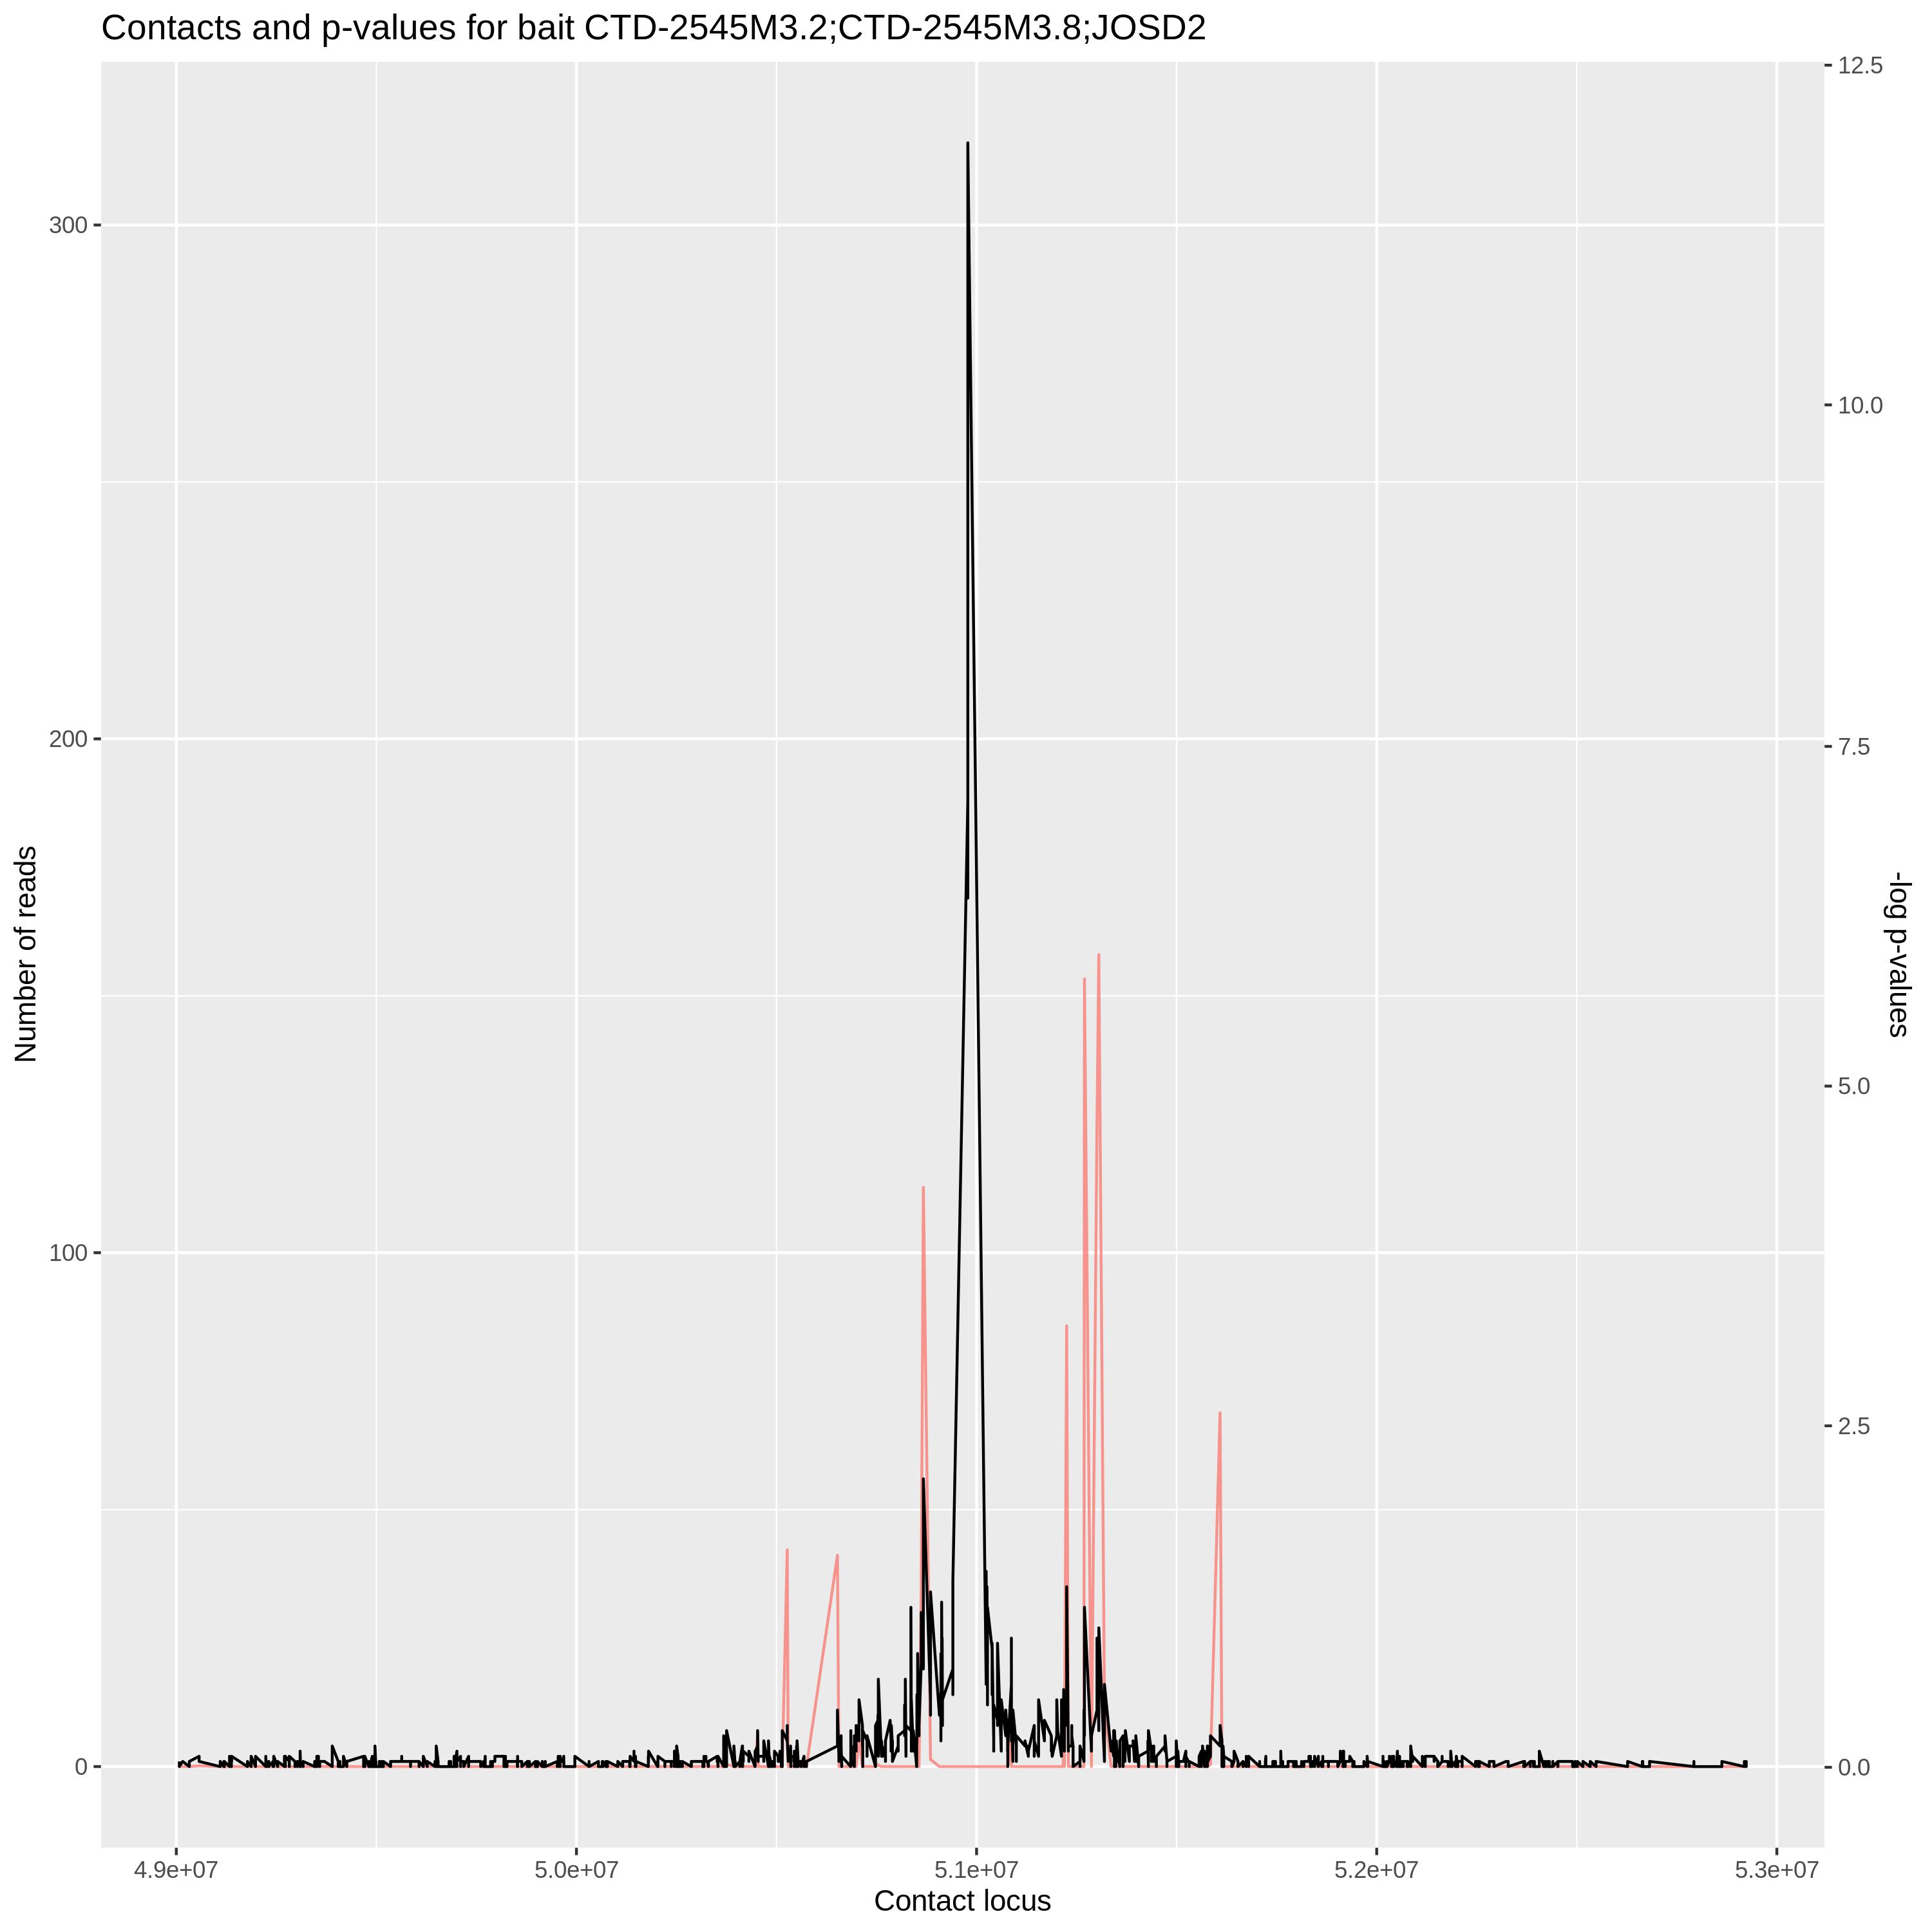 Contacts and p-values for bait CTD-2545M3.2;CTD-2545M3.8;JOSD2
12.5
300
10.0
200
7.5
Number of reads
-log p-values
5.0
100
2.5
0
0.0
4.9e+07 5.0e+07 5.1e+07 5.2e+07 5.3e+07
Contact locus